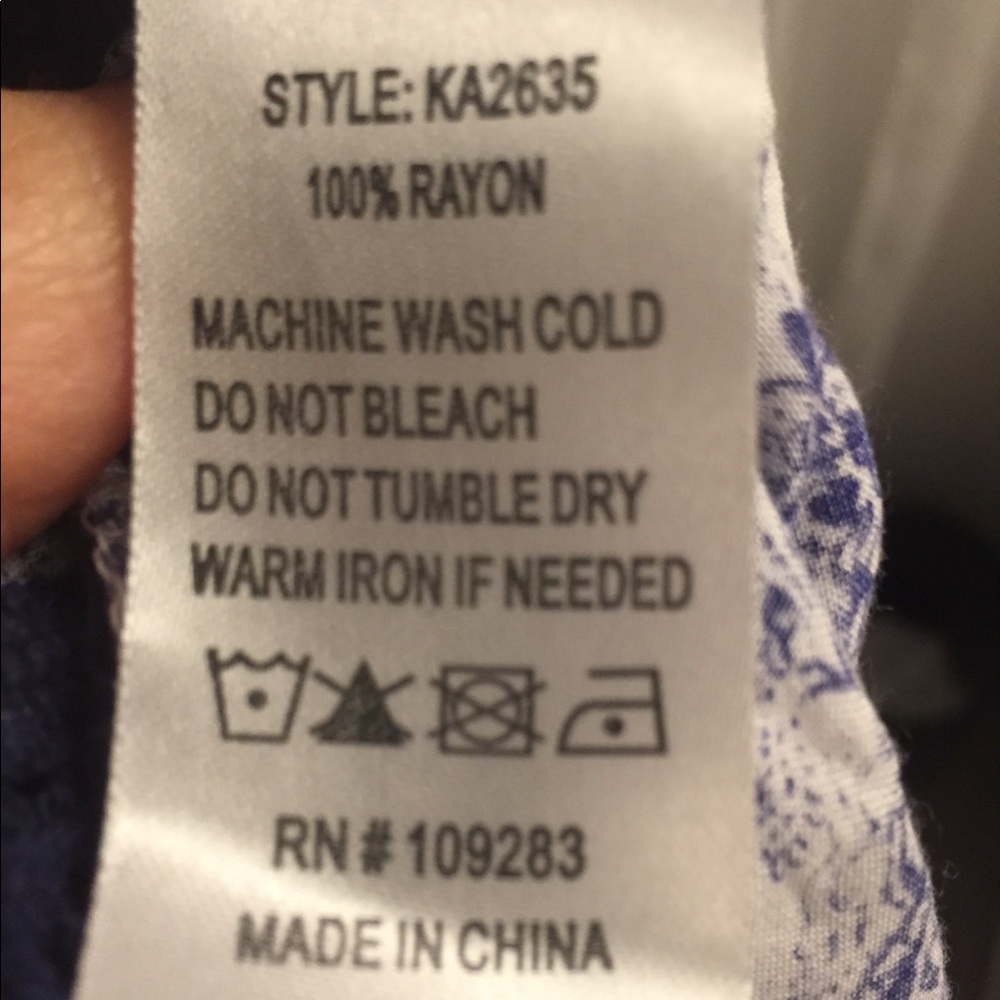 STYLE: KA2635
100% RAYON
MACHINE WASH COLD
DO NOT BLEACH
DO NOT TUMBLE DRY
WARM IRON IF NEEDED
RN # 109283
MADE IN CHINA